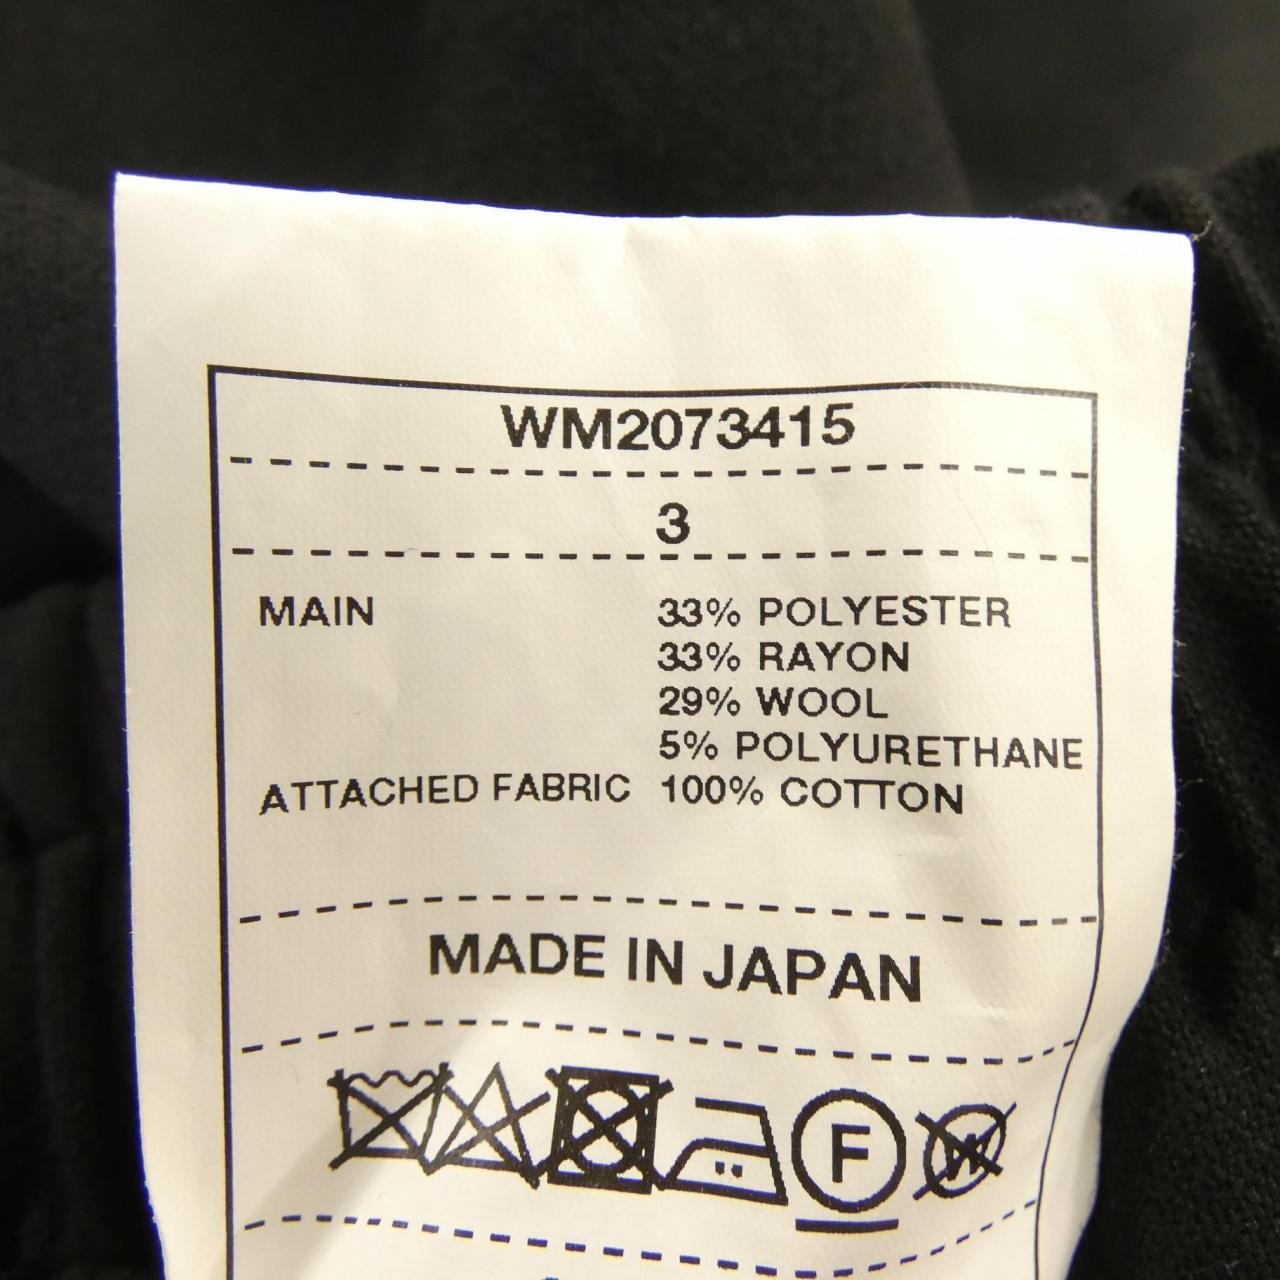 WM2073415
3
MAIN 33% POLYESTER
33% RAYON
29% WOOL
5% POLYURETHANE
ATTACHED FABRIC 100% COTTON
MADE IN JAPAN
F W